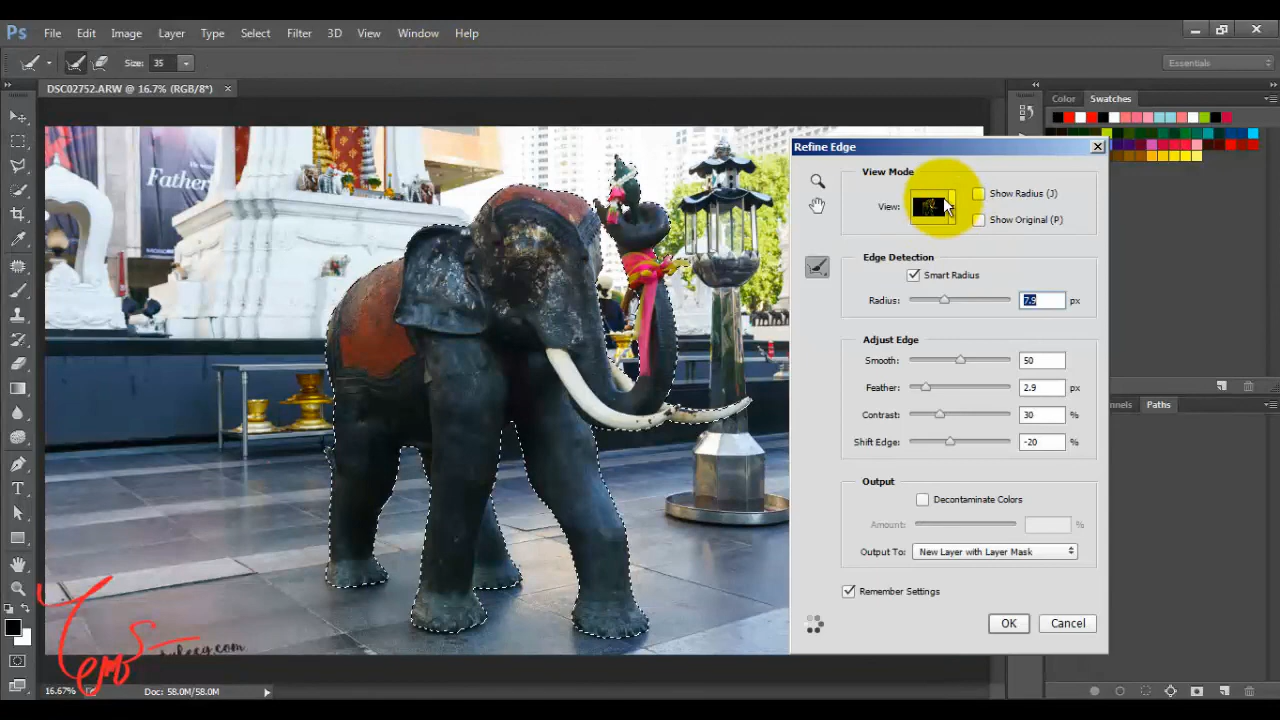 Ps File Edit Image Layer Type Select Filter 3D View Window Help
Size: 35 Essentials
DSC02752.ARW @ 16.7% (RGB/8*) ×
Color Swatches
Father
Refine Edge
View Mode
View:
Show Radius (J)
Show Original (P)
Edge Detection
Smart Radius
Radius: 7.9 px
Adjust Edge
Smooth: 50
Feather: 2.9 px
Contrast: 30 %
Shift Edge: -20 %
nnels Paths
Output
Decontaminate Colors
Amount: %
Output To: New Layer with Layer Mask
Remember Settings
OK Cancel
16.67% Doc: 58.0M/58.0M